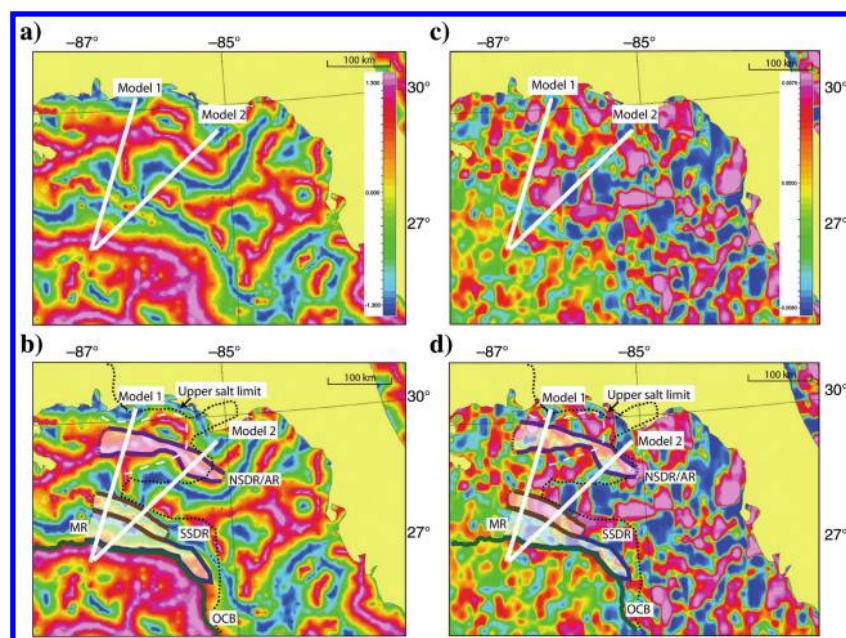 a)
−87
−85
100 km
Model 1
Model 2
1.300
0.000
-1.300
30°
27°
c)
−87
−85
100 km
Model 1
Model 2
0.0000
30°
27°
b)
−87
−85
100 km
Model 1
Upper salt limit
Model 2
NSDR/AR
MR
SSDR
OCB
30°
27°
d)
−87
−85
100 km
Model 1
Upper salt limit
Model 2
NSDR/AR
MR
SSDR
OCB
30°
27°